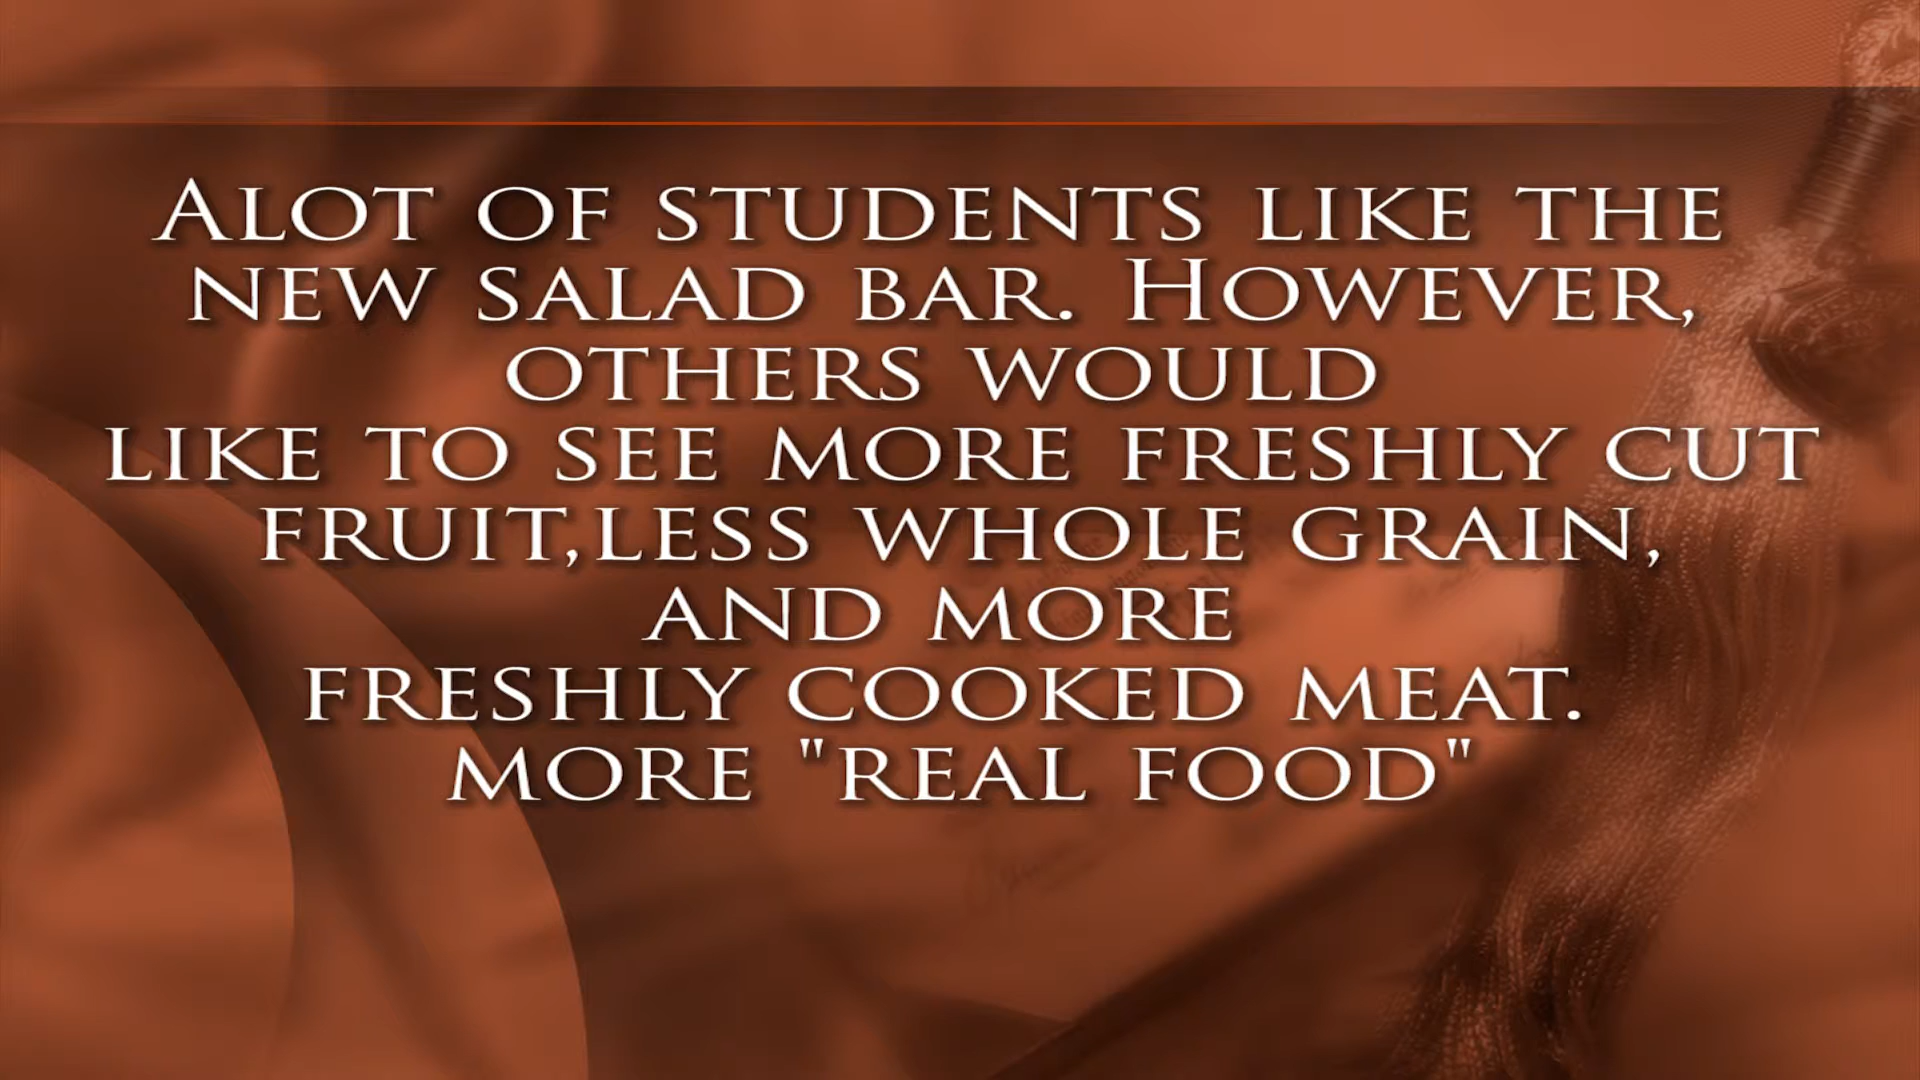 Alot of students like the
new salad bar. However,
others would
like to see more freshly cut
fruit,less whole grain,
and more
freshly cooked meat.
more "real food"